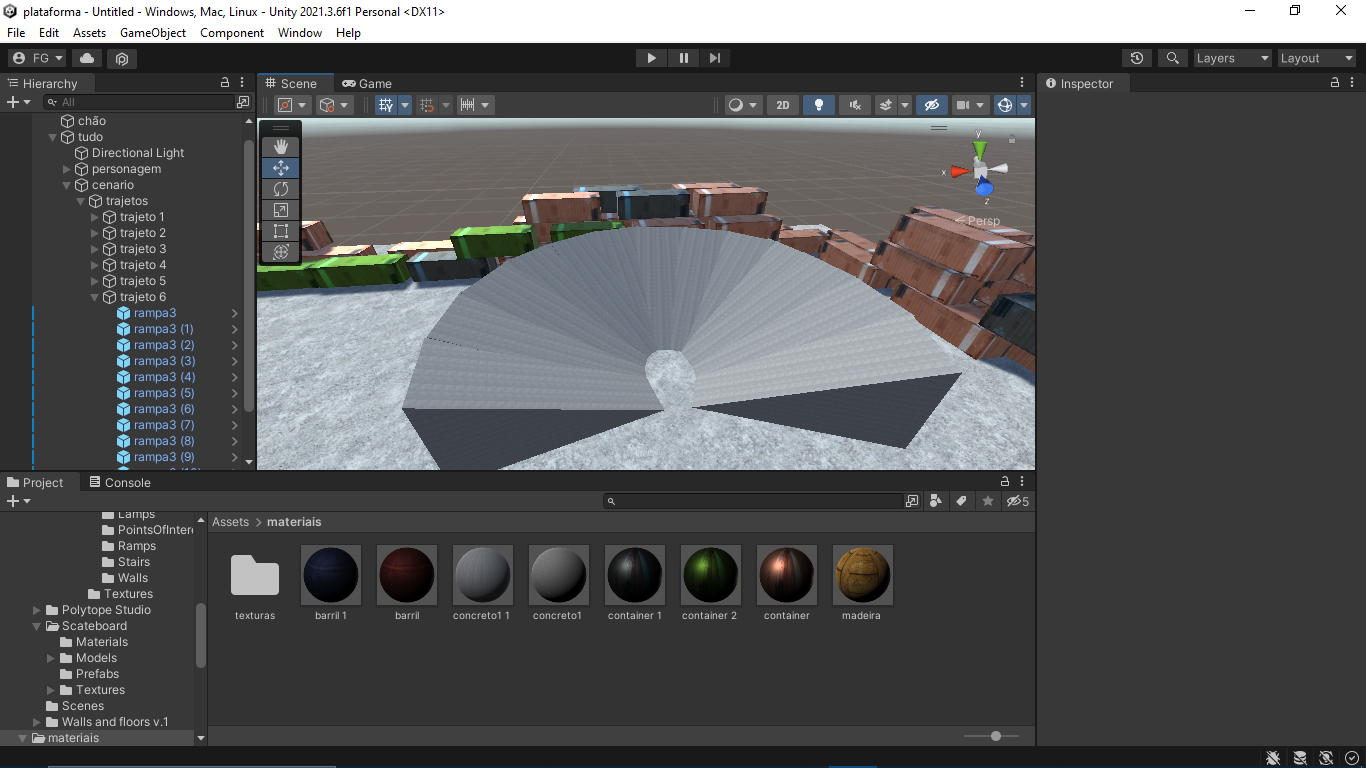 plataforma - Untitled - Windows, Mac, Linux - Unity 2021.3.6f1 Personal <DX11>
File Edit Assets GameObject Component Window Help
FG
Layers
Layout
Hierarchy
All
chão
tudo
Directional Light
personagem
cenario
trajetos
trajeto 1
trajeto 2
trajeto 3
trajeto 4
trajeto 5
trajeto 6
rampa3
rampa3 (1)
rampa3 (2)
rampa3 (3)
rampa3 (4)
rampa3 (5)
rampa3 (6)
rampa3 (7)
rampa3 (8)
rampa3 (9)
Scene
Game
2D
y
x
z
Persp
Inspector
Project
Console
5
Lamps
PointsOfIntere
Ramps
Stairs
Walls
Textures
Polytope Studio
Scateboard
Materials
Models
Prefabs
Textures
Scenes
Walls and floors v.1
materiais
Assets > materiais
texturas
barril 1
barril
concreto1 1
concreto1
container 1
container 2
container
madeira